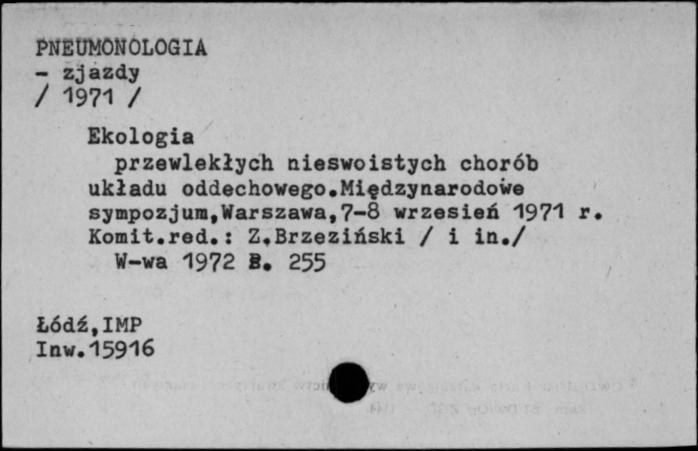 PNEUMONOLOGIA
- zjazdy
/ 1971 /
Ekologia
przewlekłych nieswoistych chorób
układu oddechowego.Międzynarodowe
sympozjum,Warszawa,7-8 wrzesień 1971 r.
Komit.red.: Z.Brzeziński / i in./
W-wa 1972 s. 255
Łódź,IMP
Inw.15916